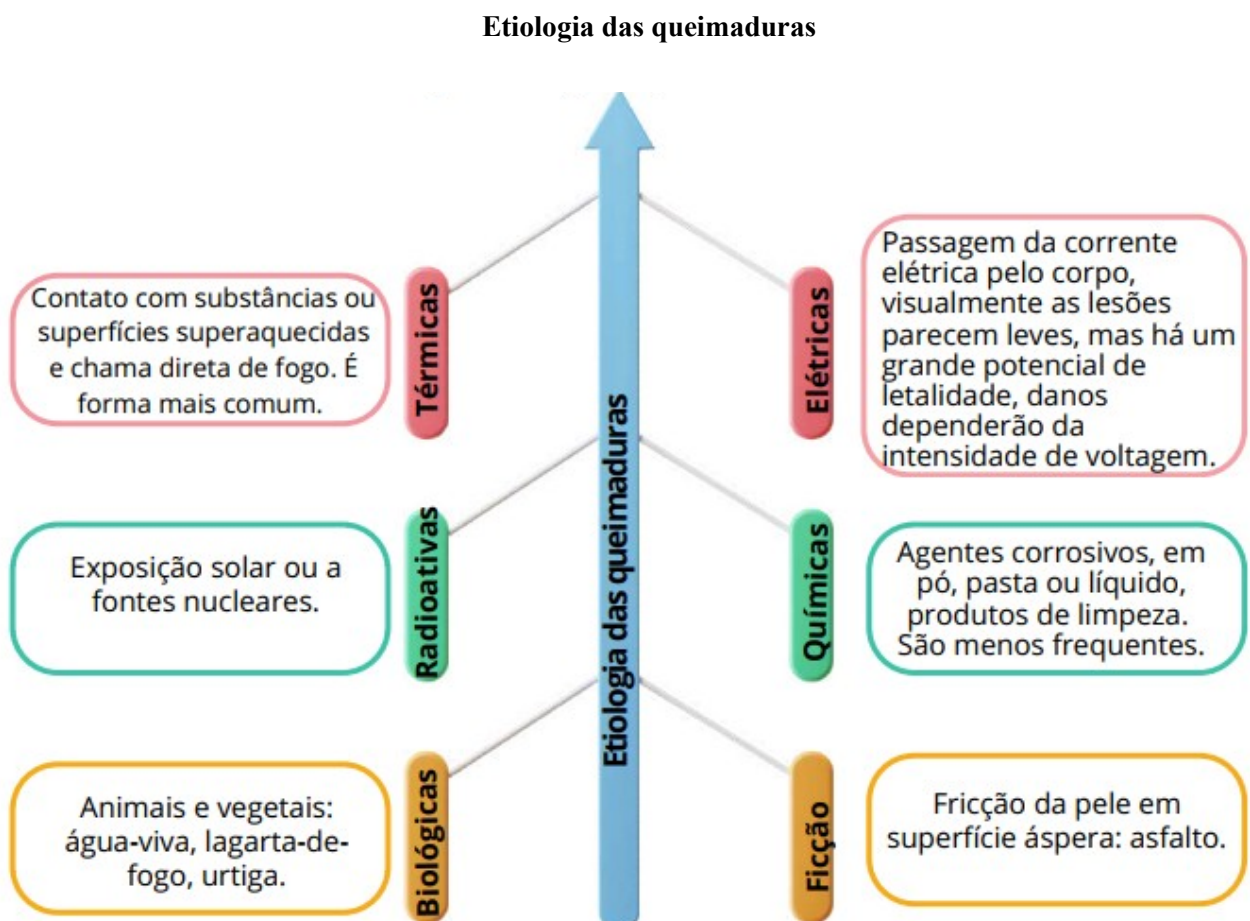 Etiologia das queimaduras
Contato com substâncias ou
superfícies superaquecidas
e chama direta de fogo. É
forma mais comum.
Térmicas
Elétricas
Passagem da corrente
elétrica pelo corpo,
visualmente as lesões
parecem leves, mas há um
grande potencial de
letalidade, danos
dependerão da
intensidade de voltagem.
Etiologia das queimaduras
Exposição solar ou a
fontes nucleares.
Radioativas
Químicas
Agentes corrosivos, em
pó, pasta ou líquido,
produtos de limpeza.
São menos frequentes.
Animais e vegetais:
água-viva, lagarta-de-
fogo, urtiga.
Biológicas
Ficção
Fricção da pele em
superfície áspera: asfalto.